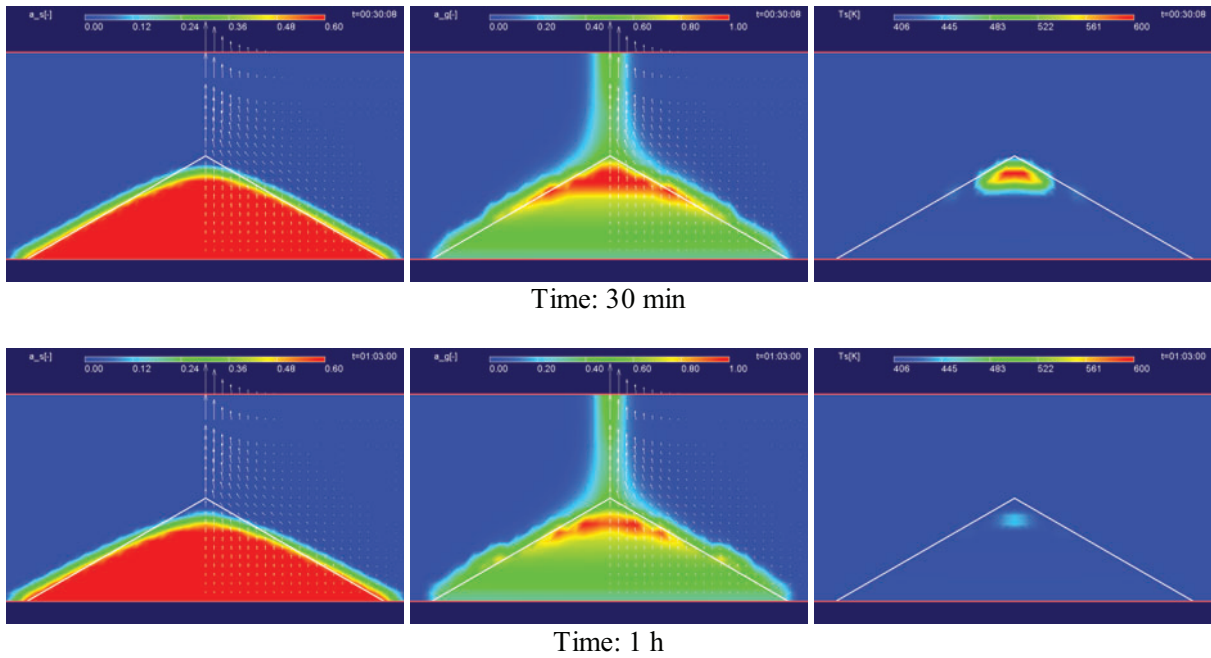 a_s[-] t=00:30:08 a_g[-] t=00:30:08 Ts[K] t=00:30:08
0.00 0.12 0.24 0.36 0.48 0.60 0.00 0.20 0.40 0.60 0.80 1.00 406 445 483 522 561 600
Time: 30 min
a_s[-] t=01:03:00 a_g[-] t=01:03:00 Ts[K] t=01:03:00
0.00 0.12 0.24 0.36 0.48 0.60 0.00 0.20 0.40 0.60 0.80 1.00 406 445 483 522 561 600
Time: 1 h